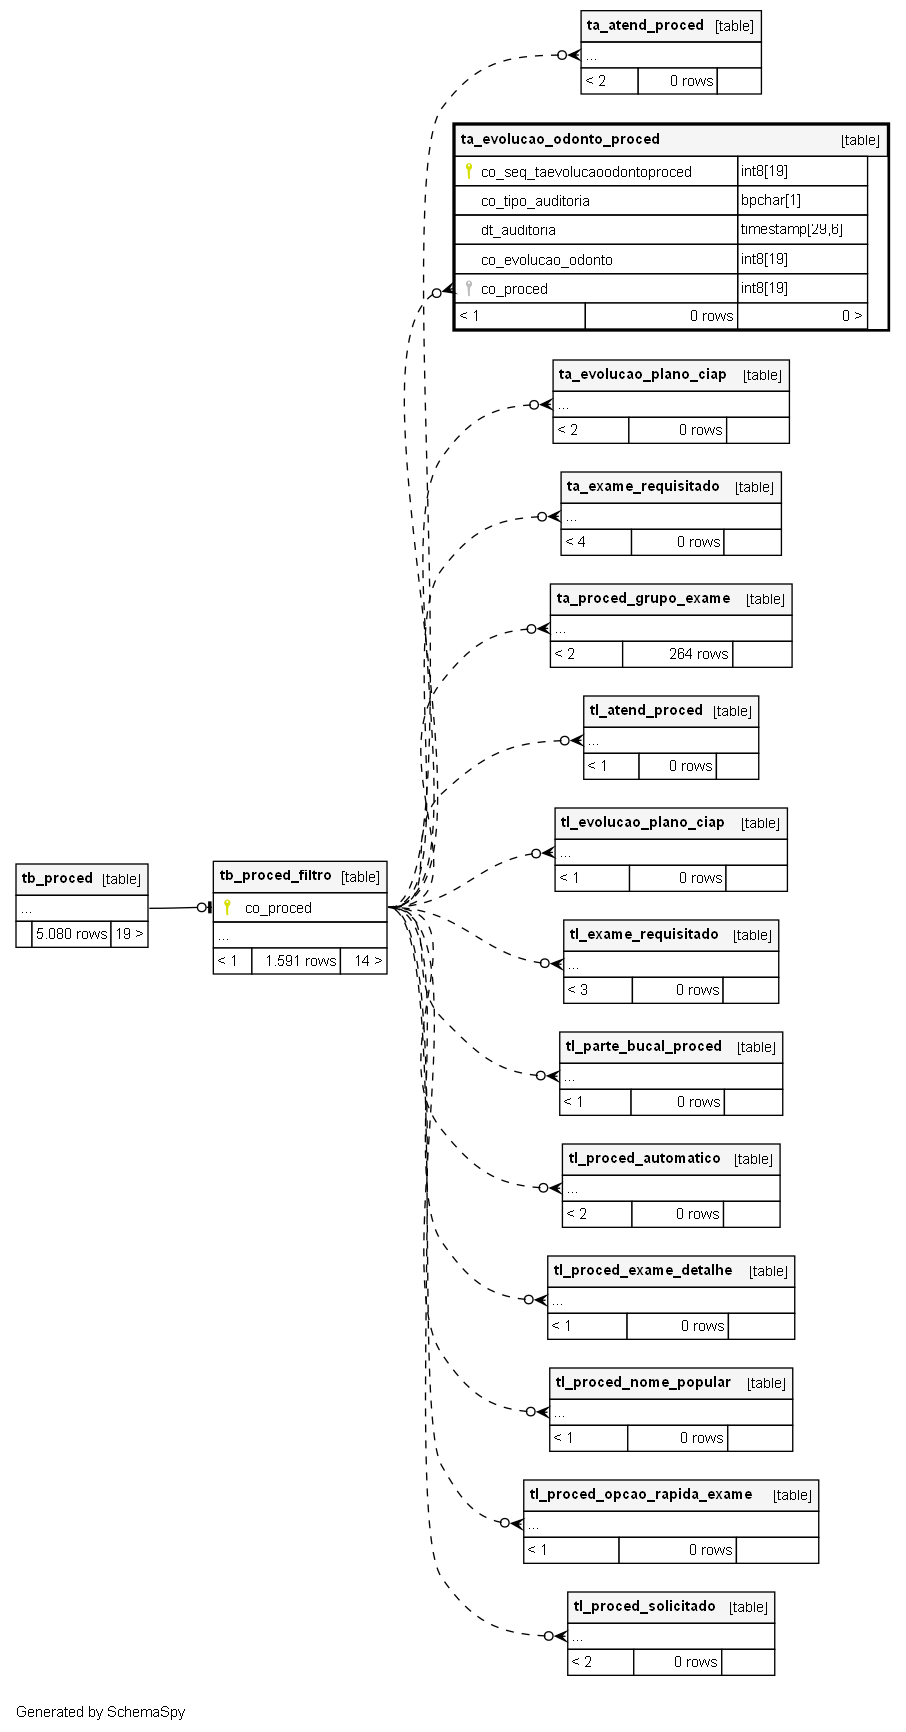 ta_atend_proced [table]
...
< 2 0 rows
ta_evolucao_odonto_proced [table]
co_seq_taevolucaoodontoproced int8[19]
co_tipo_auditoria bpchar[1]
dt_auditoria timestamp[29,6]
co_evolucao_odonto int8[19]
co_proced int8[19]
< 1 0 rows 0 >
ta_evolucao_plano_ciap [table]
...
< 2 0 rows
ta_exame_requisitado [table]
...
< 4 0 rows
ta_proced_grupo_exame [table]
...
< 2 264 rows
tl_atend_proced [table]
...
< 1 0 rows
tl_evolucao_plano_ciap [table]
...
< 1 0 rows
tb_proced [table]
...
5.080 rows 19 >
tb_proced_filtro [table]
co_proced
...
< 1 1.591 rows 14 >
tl_exame_requisitado [table]
...
< 3 0 rows
tl_parte_bucal_proced [table]
...
< 1 0 rows
tl_proced_automatico [table]
...
< 2 0 rows
tl_proced_exame_detalhe [table]
...
< 1 0 rows
tl_proced_nome_popular [table]
...
< 1 0 rows
tl_proced_opcao_rapida_exame [table]
...
< 1 0 rows
tl_proced_solicitado [table]
...
< 2 0 rows
Generated by SchemaSpy